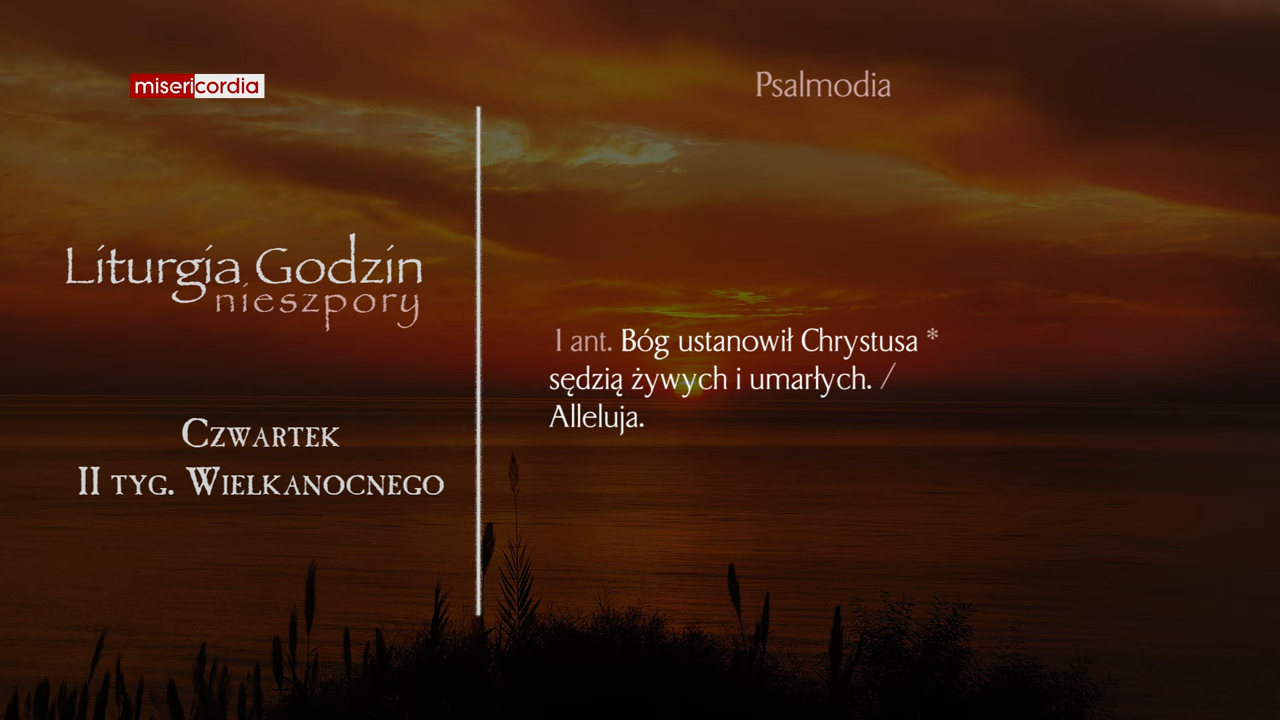 misericordia
Psalmodia
Liturgia Godzin
nieszpory
Czwartek
II tyg. Wielkanocnego
I ant. Bóg ustanowił Chrystusa *
sędzią żywych i umarłych. /
Alleluja.